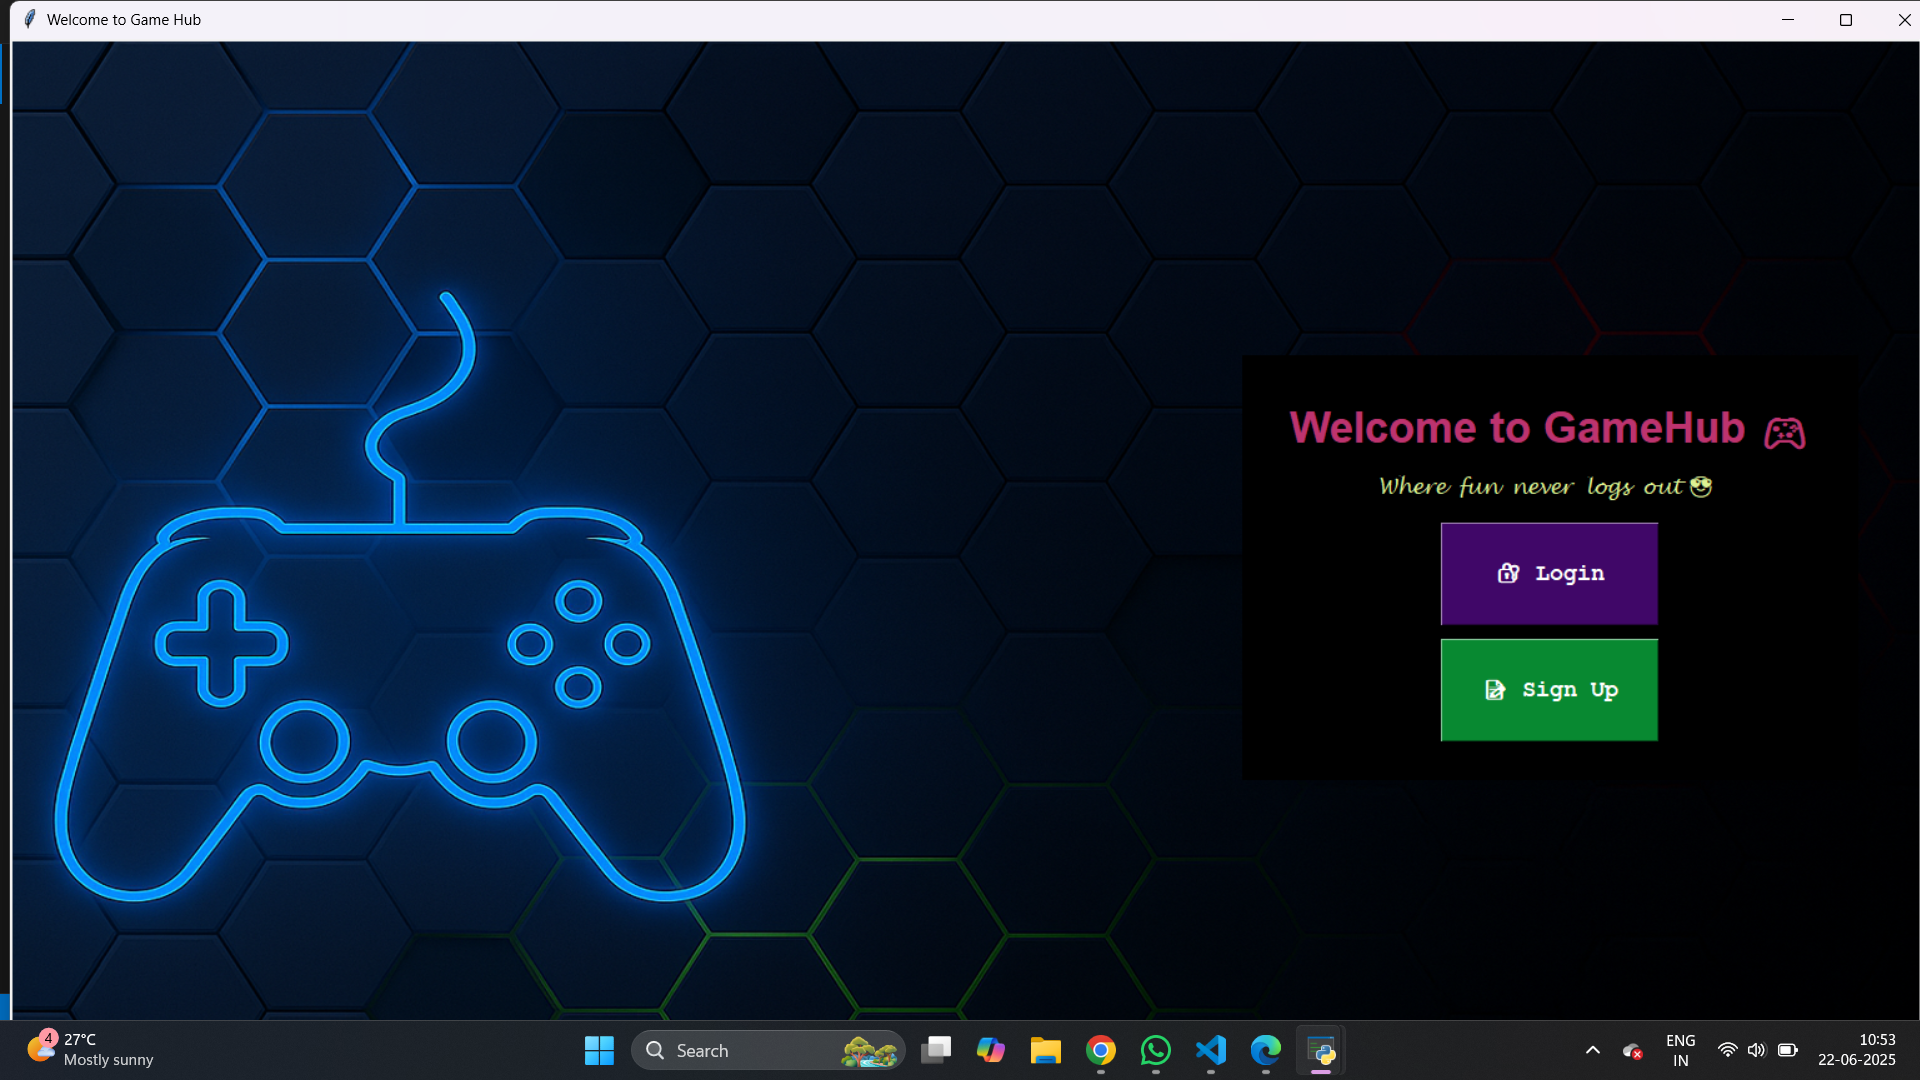 Welcome to Game Hub
Welcome to GameHub 🎮
Where fun never logs out😎
🔐 Login
📝 Sign Up
4
27°C
Mostly sunny
Search
ENG
IN
10:53
22-06-2025